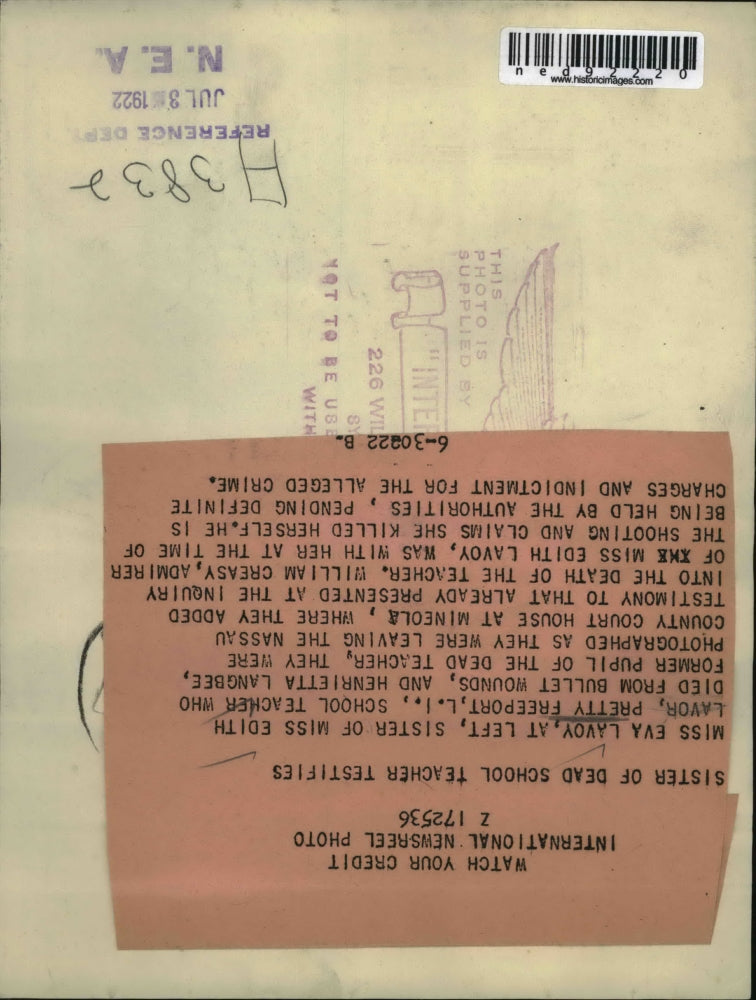 WATCH YOUR CREDIT
INTERNATIONAL NEWSREEL PHOTO
Z 172536
SISTER OF DEAD SCHOOL TEACHER TESTIFIES
MISS EVA LAVOY, AT LEFT, SISTER OF MISS EDITH
LAVOR, PRETTY FREEPORT, L.I., SCHOOL TEACHER WHO
DIED FROM BULLET WOUNDS, AND HENRIETTA LANGBEE,
FORMER PUPIL OF THE DEAD TEACHER, THEY WERE
PHOTOGRAPHED AS THEY WERE LEAVING THE NASSAU
COUNTY COURT HOUSE AT MINEOLA, WHERE THEY ADDED
TESTIMONY TO THAT ALREADY PRESENTED AT THE INQUIRY
INTO THE DEATH OF THE TEACHER. WILLIAM CREASY, ADMIRER
OF MISS EDITH LAVOY, WAS WITH HER AT THE TIME OF
THE SHOOTING AND CLAIMS SHE KILLED HERSELF. HE IS
BEING HELD BY THE AUTHORITIES, PENDING DEFINITE
CHARGES AND INDICTMENT FOR THE ALLEGED CRIME.
6-30222 B.
THIS
PHOTO IS
SUPPLIED BY
"INTER
226 WIL
NOT TO BE USE
WITH
H 3832
REFERENCE DEPT.
JUL 3 1922
N. E. A.
ned92220
www.historicimages.com